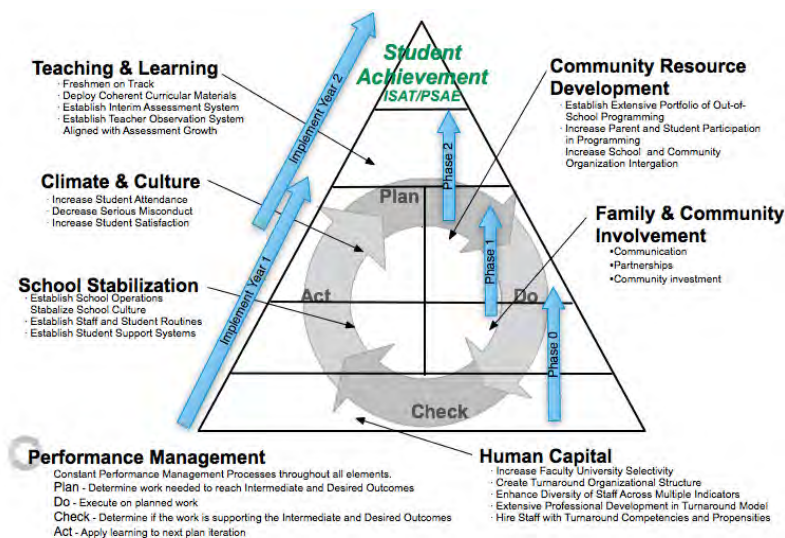 Student
Achievement
ISAT/PSAE
Teaching & Learning
· Freshmen on Track
· Deploy Coherent Curricular Materials
· Establish Interim Assessment System
· Establish Teacher Observation System
Aligned with Assessment Growth
Climate & Culture
· Increase Student Attendance
· Decrease Serious Misconduct
· Increase Student Satisfaction
School Stabilization
· Establish School Operations
Stabalize School Culture
· Establish Staff and Student Routines
· Establish Student Support Systems
Implement Year 2
Implement Year 1
Plan
Do
Check
Act
Phase 2
Phase 1
Phase 0
Community Resource
Development
· Establish Extensive Portfolio of Out-of-
School Programming
· Increase Parent and Student Participation
in Programming
Increase School and Community
Organization Intergation
Family & Community
Involvement
•Communication
•Partnerships
•Community investment
Performance Management
Constant Performance Management Processes throughout all elements.
Plan - Determine work needed to reach Intermediate and Desired Outcomes
Do - Execute on planned work
Check - Determine if the work is supporting the Intermediate and Desired Outcomes
Act - Apply learning to next plan iteration
Human Capital
· Increase Faculty University Selectivity
· Create Turnaround Organizational Structure
· Enhance Diversity of Staff Across Multiple Indicators
· Extensive Professional Development in Turnaround Model
· Hire Staff with Turnaround Competencies and Propensities